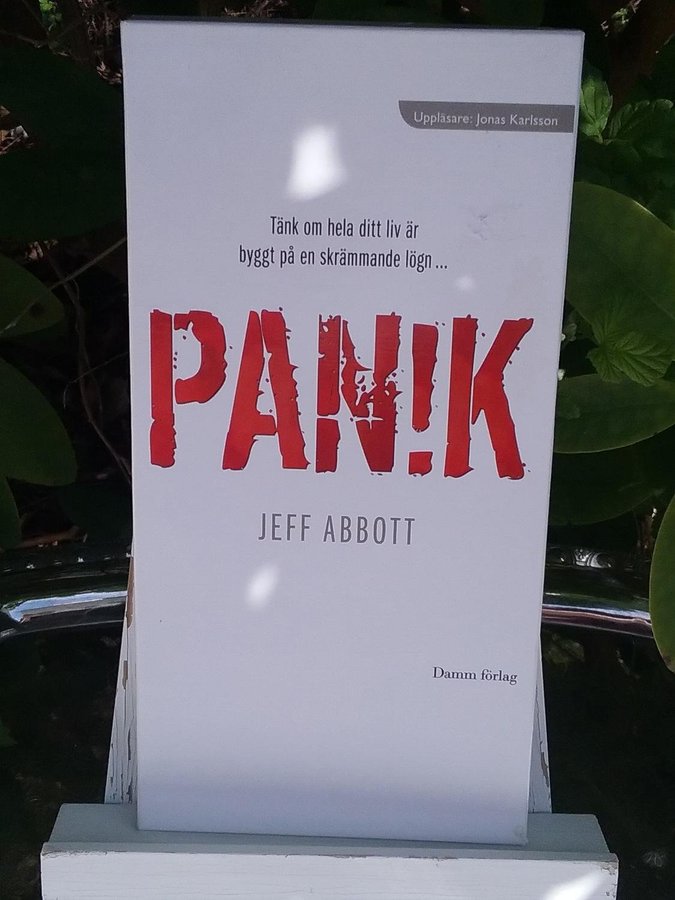 Uppläsare: Jonas Karlsson
Tänk om hela ditt liv är
byggt på en skrämmande lögn ...
PAN!K
JEFF ABBOTT
Damm förlag